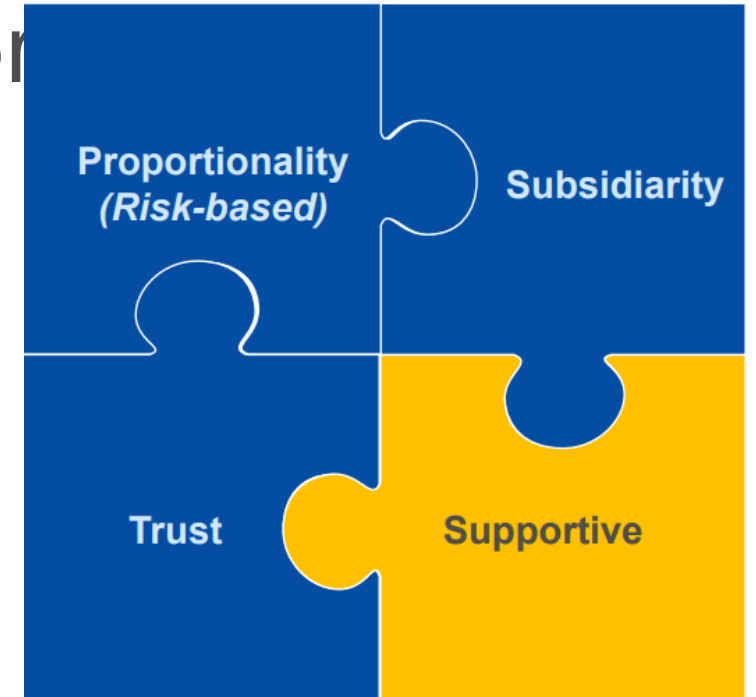 Proportionality
(Risk-based)
Subsidiarity
Trust
Supportive